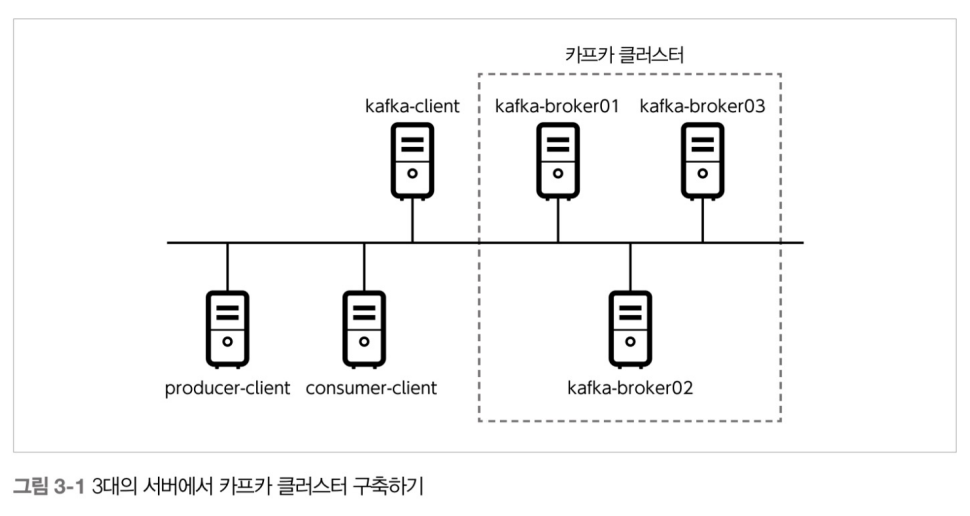 카프카 클러스터
kafka-client
kafka-broker01
kafka-broker03
producer-client
consumer-client
kafka-broker02
그림 3-1 3대의 서버에서 카프카 클러스터 구축하기